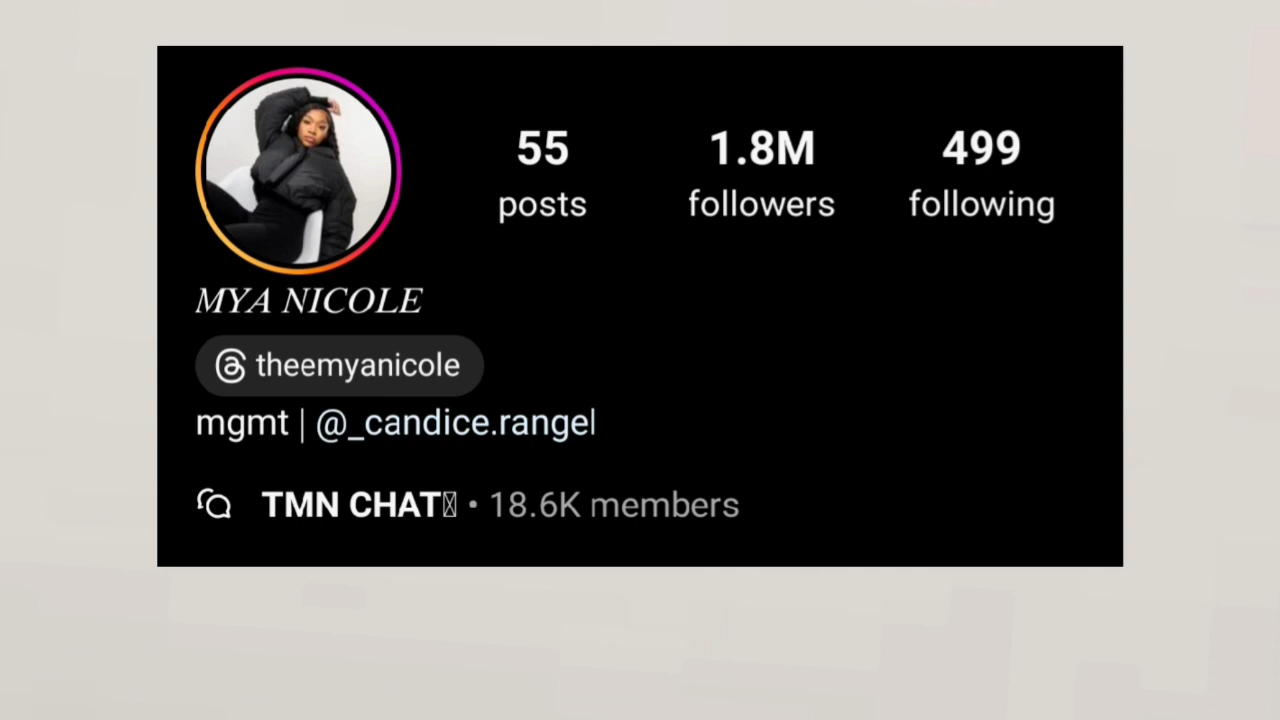 55 1.8M 499
posts followers following
MYA NICOLE
theemyanicole
mgmt | @_candice.rangel
TMN CHAT • 18.6K members